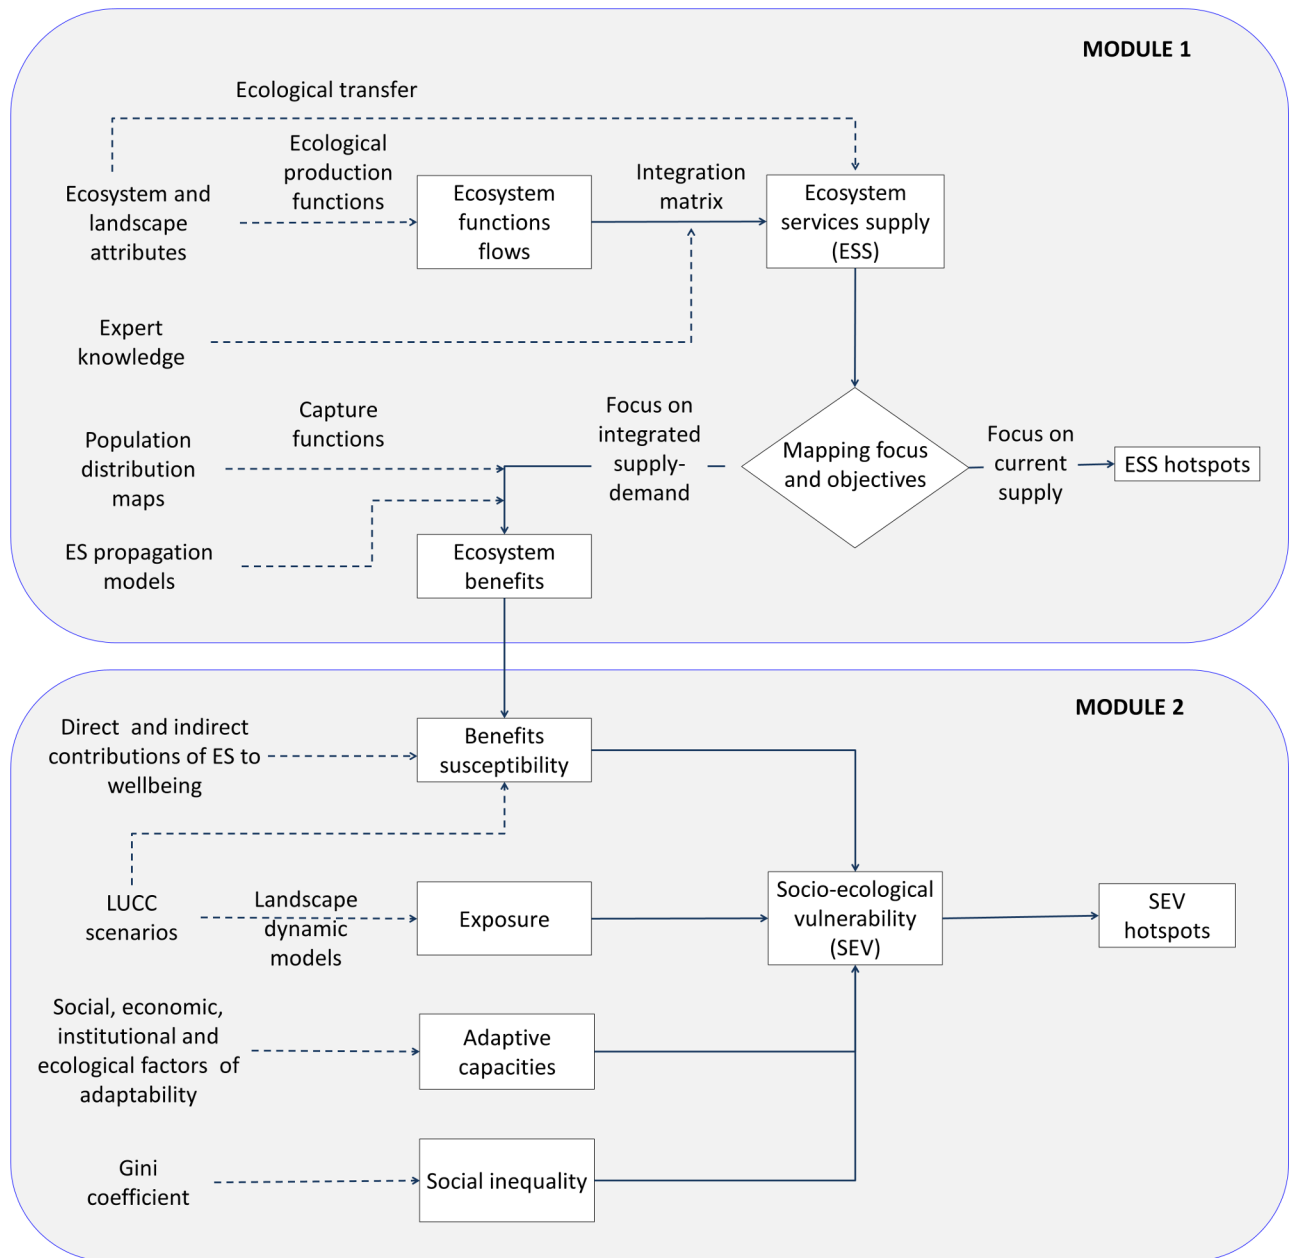 MODULE 1
Ecological transfer
Ecological
production
functions
Integration
matrix
Ecosystem and
landscape
attributes
Ecosystem
functions
flows
Ecosystem
services supply
(ESS)
Expert
knowledge
Capture
functions
Focus on
integrated
supply-
demand
Mapping focus
and objectives
Focus on
current
supply
ESS hotspots
Population
distribution
maps
ES propagation
models
Ecosystem
benefits
MODULE 2
Direct  and indirect
contributions of ES to
wellbeing
Benefits
susceptibility
LUCC
scenarios
Landscape
dynamic
models
Exposure
Socio-ecological
vulnerability
(SEV)
SEV
hotspots
Social, economic,
institutional and
ecological factors  of
adaptability
Adaptive
capacities
Gini
coefficient
Social inequality